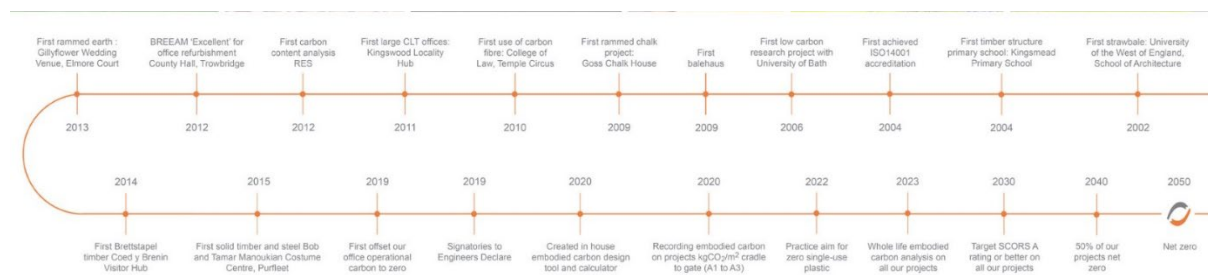 First rammed earth :
Gillyflower Wedding
Venue, Elmore Court
2013
BREEAM ‘Excellent’ for
office refurbishment
County Hall, Trowbridge
2012
First carbon
content analysis
RES
2012
First large CLT offices:
Kingswood Locality
Hub
2011
First use of carbon
fibre: College of
Law, Temple Circus
2010
First rammed chalk
project:
Goss Chalk House
2009
First
balehaus
2009
First low carbon
research project with
University of Bath
2006
First achieved
ISO14001
accreditation
2004
First timber structure
primary school: Kingsmead
Primary School
2004
First strawbale: University
of the West of England,
School of Architecture
2002
2014
First Brettstapel
timber Coed y Brenin
Visitor Hub
2015
First solid timber and steel Bob
and Tamar Manoukian Costume
Centre, Purfleet
2019
First offset our
office operational
carbon to zero
2019
Signatories to
Engineers Declare
2020
Created in house
embodied carbon design
tool and calculator
2020
Recording embodied carbon
on projects kgCO₂/m² cradle
to gate (A1 to A3)
2022
Practice aim for
zero single-use
plastic
2023
Whole life embodied
carbon analysis on
all our projects
2030
Target SCORS A
rating or better on
all our projects
2040
50% of our
projects net
zero
2050
Net zero